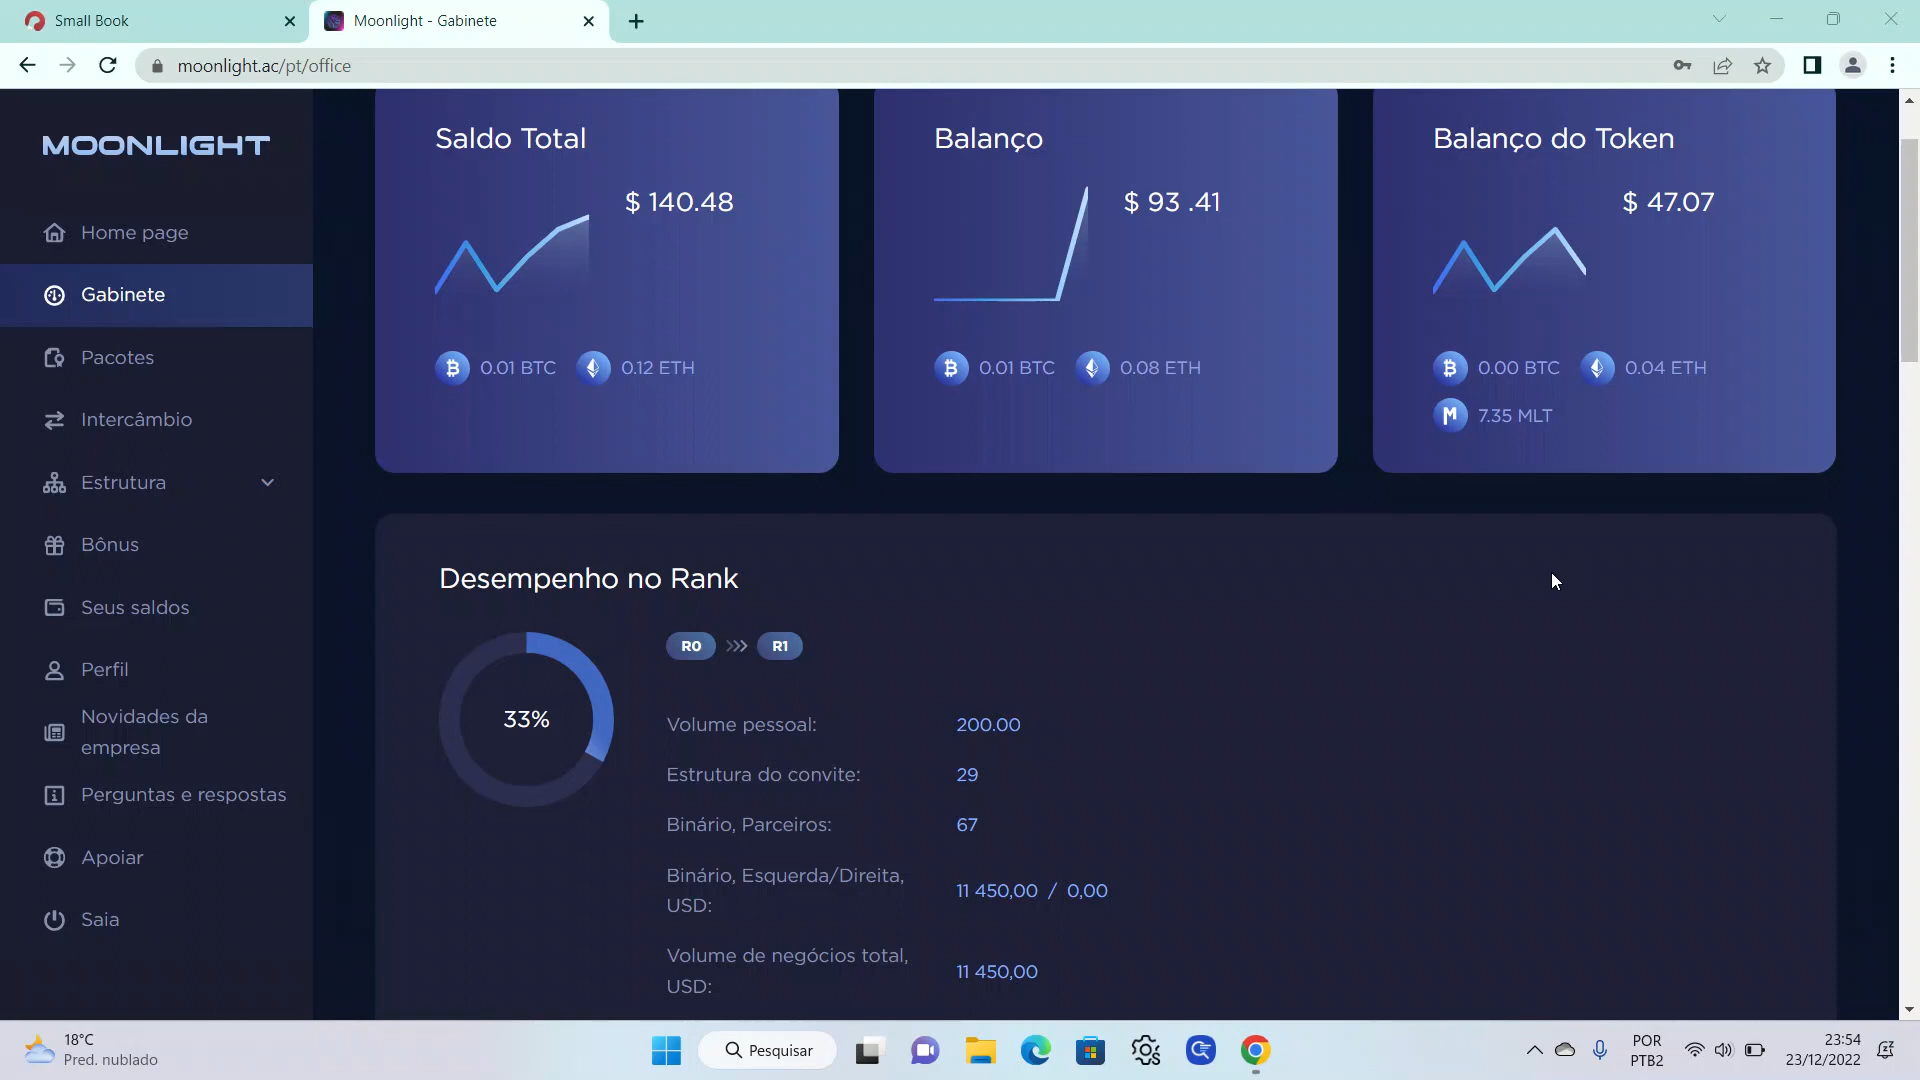 Small Book
Moonlight - Gabinete
moonlight.ac/pt/office
MOONLIGHT
Home page
Gabinete
Pacotes
Intercâmbio
Estrutura
Bônus
Seus saldos
Perfil
Novidades da
empresa
Perguntas e respostas
Apoiar
Saia
Saldo Total
$ 140.48
0.01 BTC 0.12 ETH
Balanço
$ 93 .41
0.01 BTC 0.08 ETH
Balanço do Token
$ 47.07
0.00 BTC 0.04 ETH
7.35 MLT
Desempenho no Rank
33%
R0 R1
Volume pessoal: 200.00
Estrutura do convite: 29
Binário, Parceiros: 67
Binário, Esquerda/Direita,
USD: 11 450,00 / 0,00
Volume de negócios total,
USD: 11 450,00
18°C
Pred. nublado
Pesquisar
POR
PTB2
23:54
23/12/2022